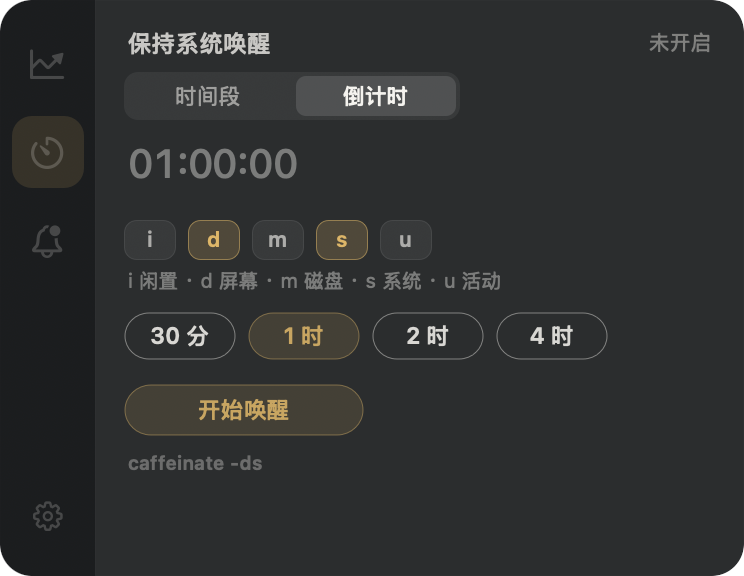 保持系统唤醒 未开启
时间段 倒计时
01:00:00
i d m s u
i 闲置 · d 屏幕 · m 磁盘 · s 系统 · u 活动
30 分 1 时 2 时 4 时
开始唤醒
caffeinate -ds